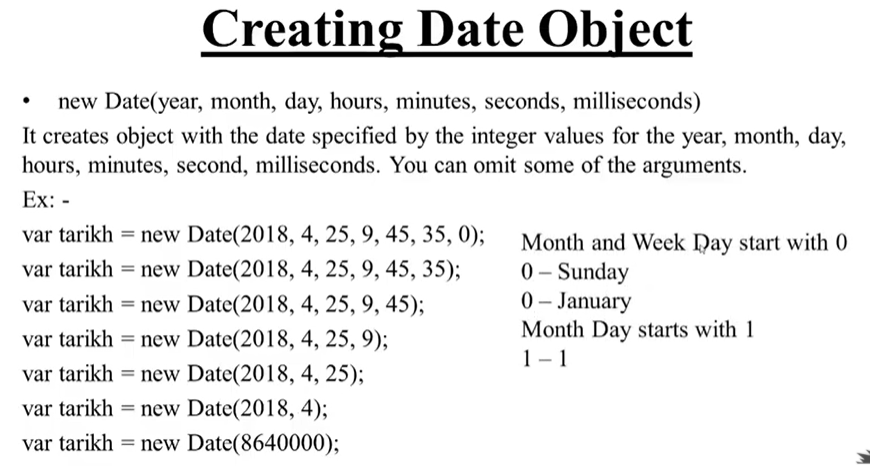 Creating Date Object
• new Date(year, month, day, hours, minutes, seconds, milliseconds)
It creates object with the date specified by the integer values for the year, month, day,
hours, minutes, second, milliseconds. You can omit some of the arguments.
Ex: -
var tarikh = new Date(2018, 4, 25, 9, 45, 35, 0);
var tarikh = new Date(2018, 4, 25, 9, 45, 35);
var tarikh = new Date(2018, 4, 25, 9, 45);
var tarikh = new Date(2018, 4, 25, 9);
var tarikh = new Date(2018, 4, 25);
var tarikh = new Date(2018, 4);
var tarikh = new Date(8640000);
Month and Week Day start with 0
0 – Sunday
0 – January
Month Day starts with 1
1 – 1